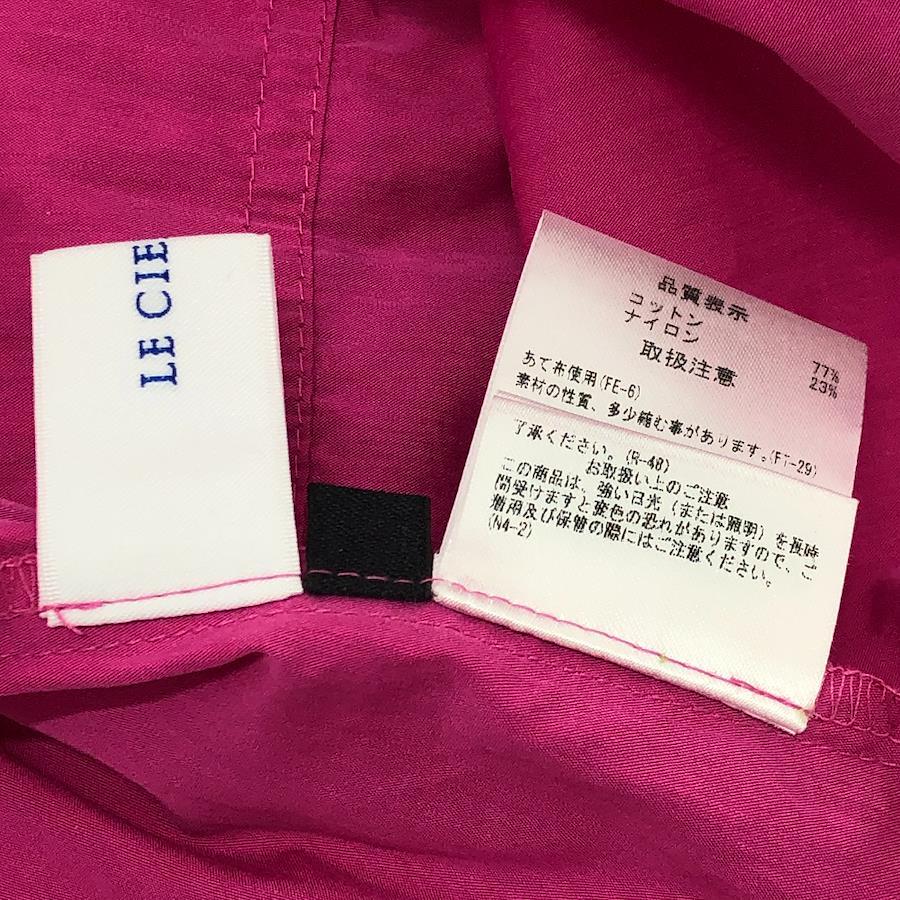 LE CIE
品質表示
コットン 77%
ナイロン 23%
取扱注意
あて布使用(FE-6)
素材の性質、多少縮む事があります。(FT-29)
了承ください。(R-48)
お取扱い上のご注意
この商品は、強い日光(または照明)を長時
間受けますと変色の恐れがありますので、ご
着用及び保管の際にはご注意ください。
(N4-2)